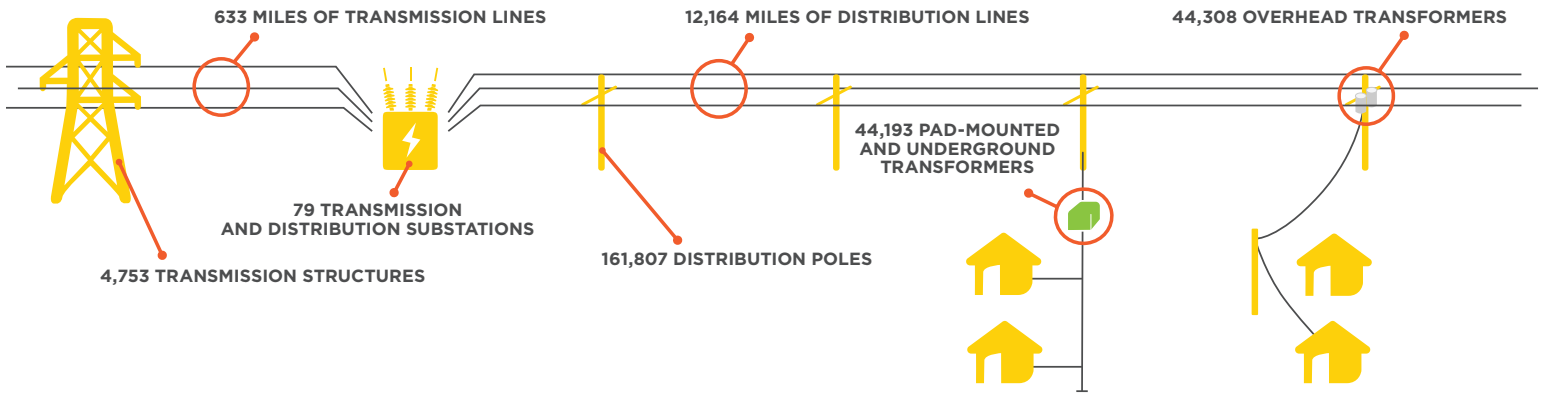 633 MILES OF TRANSMISSION LINES
12,164 MILES OF DISTRIBUTION LINES
44,308 OVERHEAD TRANSFORMERS
44,193 PAD-MOUNTED
AND UNDERGROUND
TRANSFORMERS
79 TRANSMISSION
AND DISTRIBUTION SUBSTATIONS
161,807 DISTRIBUTION POLES
4,753 TRANSMISSION STRUCTURES